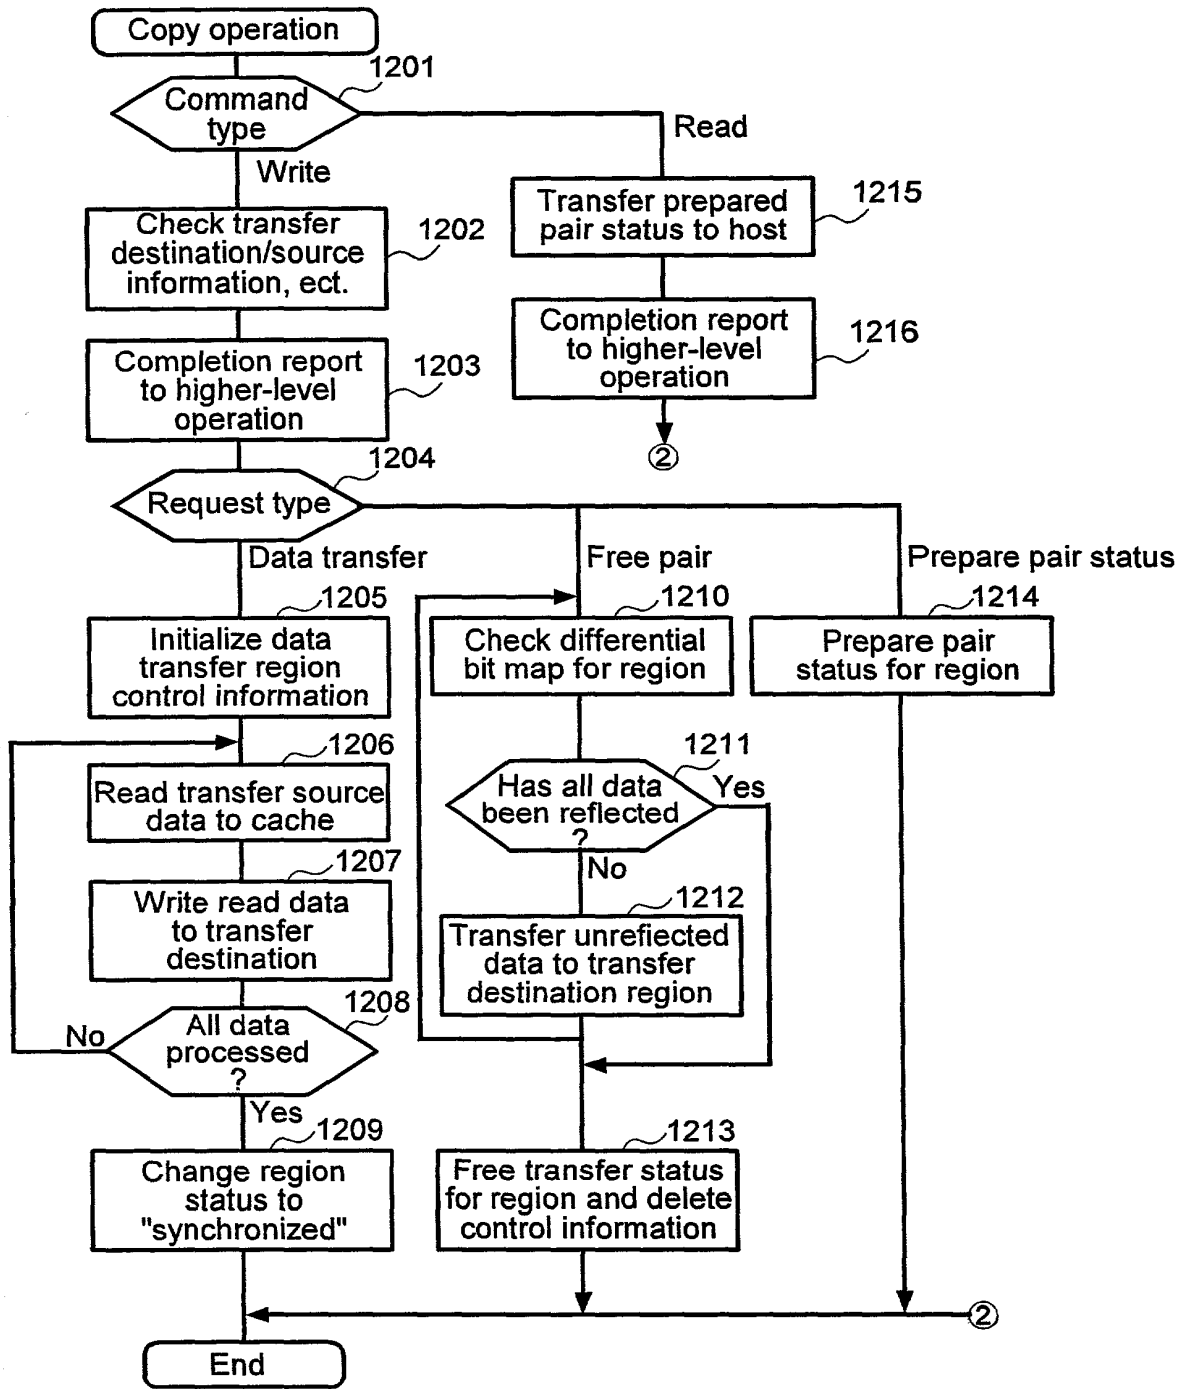 Copy operation
1201
Command
type
Read
Write
Transfer prepared
pair status to host
1215
Check transfer
destination/source
information, ect.
1202
Completion report
to higher-level
operation
1216
Completion report
to higher-level
operation
1203
②
1204
Request type
Data transfer
Free pair
Prepare pair status
1205
Initialize data
transfer region
control information
1210
Check differential
bit map for region
1214
Prepare pair
status for region
1206
Read transfer source
data to cache
1211
Has all data
been reflected
?
Yes
No
1207
Write read data
to transfer
destination
1212
Transfer unreflected
data to transfer
destination region
1208
All data
processed
?
No
Yes
1209
Change region
status to
"synchronized"
1213
Free transfer status
for region and delete
control information
②
End